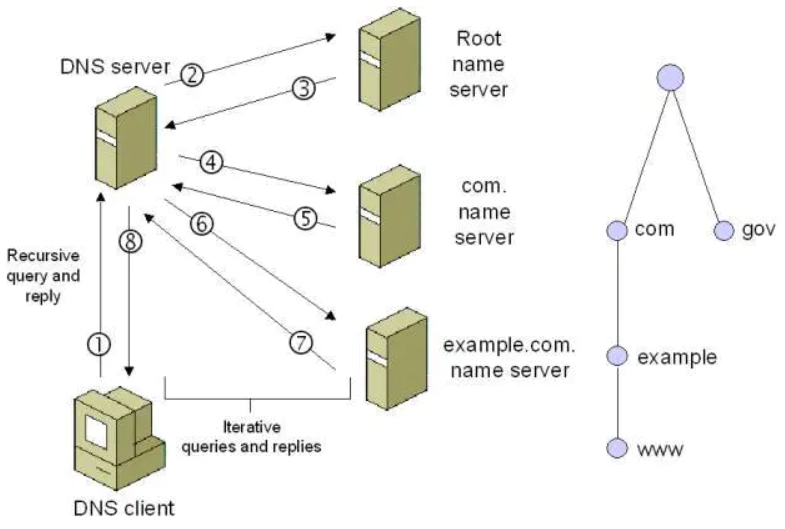 DNS server
②
③
Root
name
server
④
⑤
com.
name
server
⑥
⑦
example.com.
name server
⑧
①
Recursive
query and
reply
Iterative
queries and replies
DNS client
com
gov
example
www